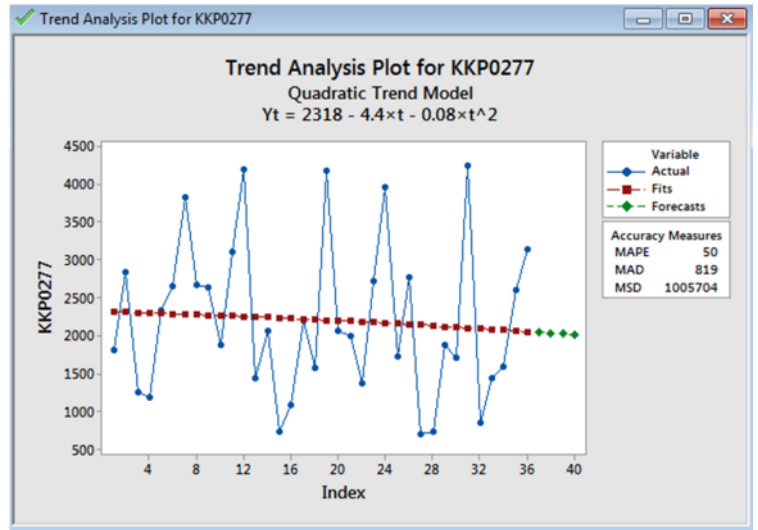 Trend Analysis Plot for KKP0277
Trend Analysis Plot for KKP0277
Quadratic Trend Model
Yt = 2318 - 4.4×t - 0.08×t^2
4500
4000
3500
3000
2500
2000
1500
1000
500
KKP0277
4 8 12 16 20 24 28 32 36 40
Index
Variable
Actual
Fits
Forecasts
Accuracy Measures
MAPE 50
MAD 819
MSD 1005704